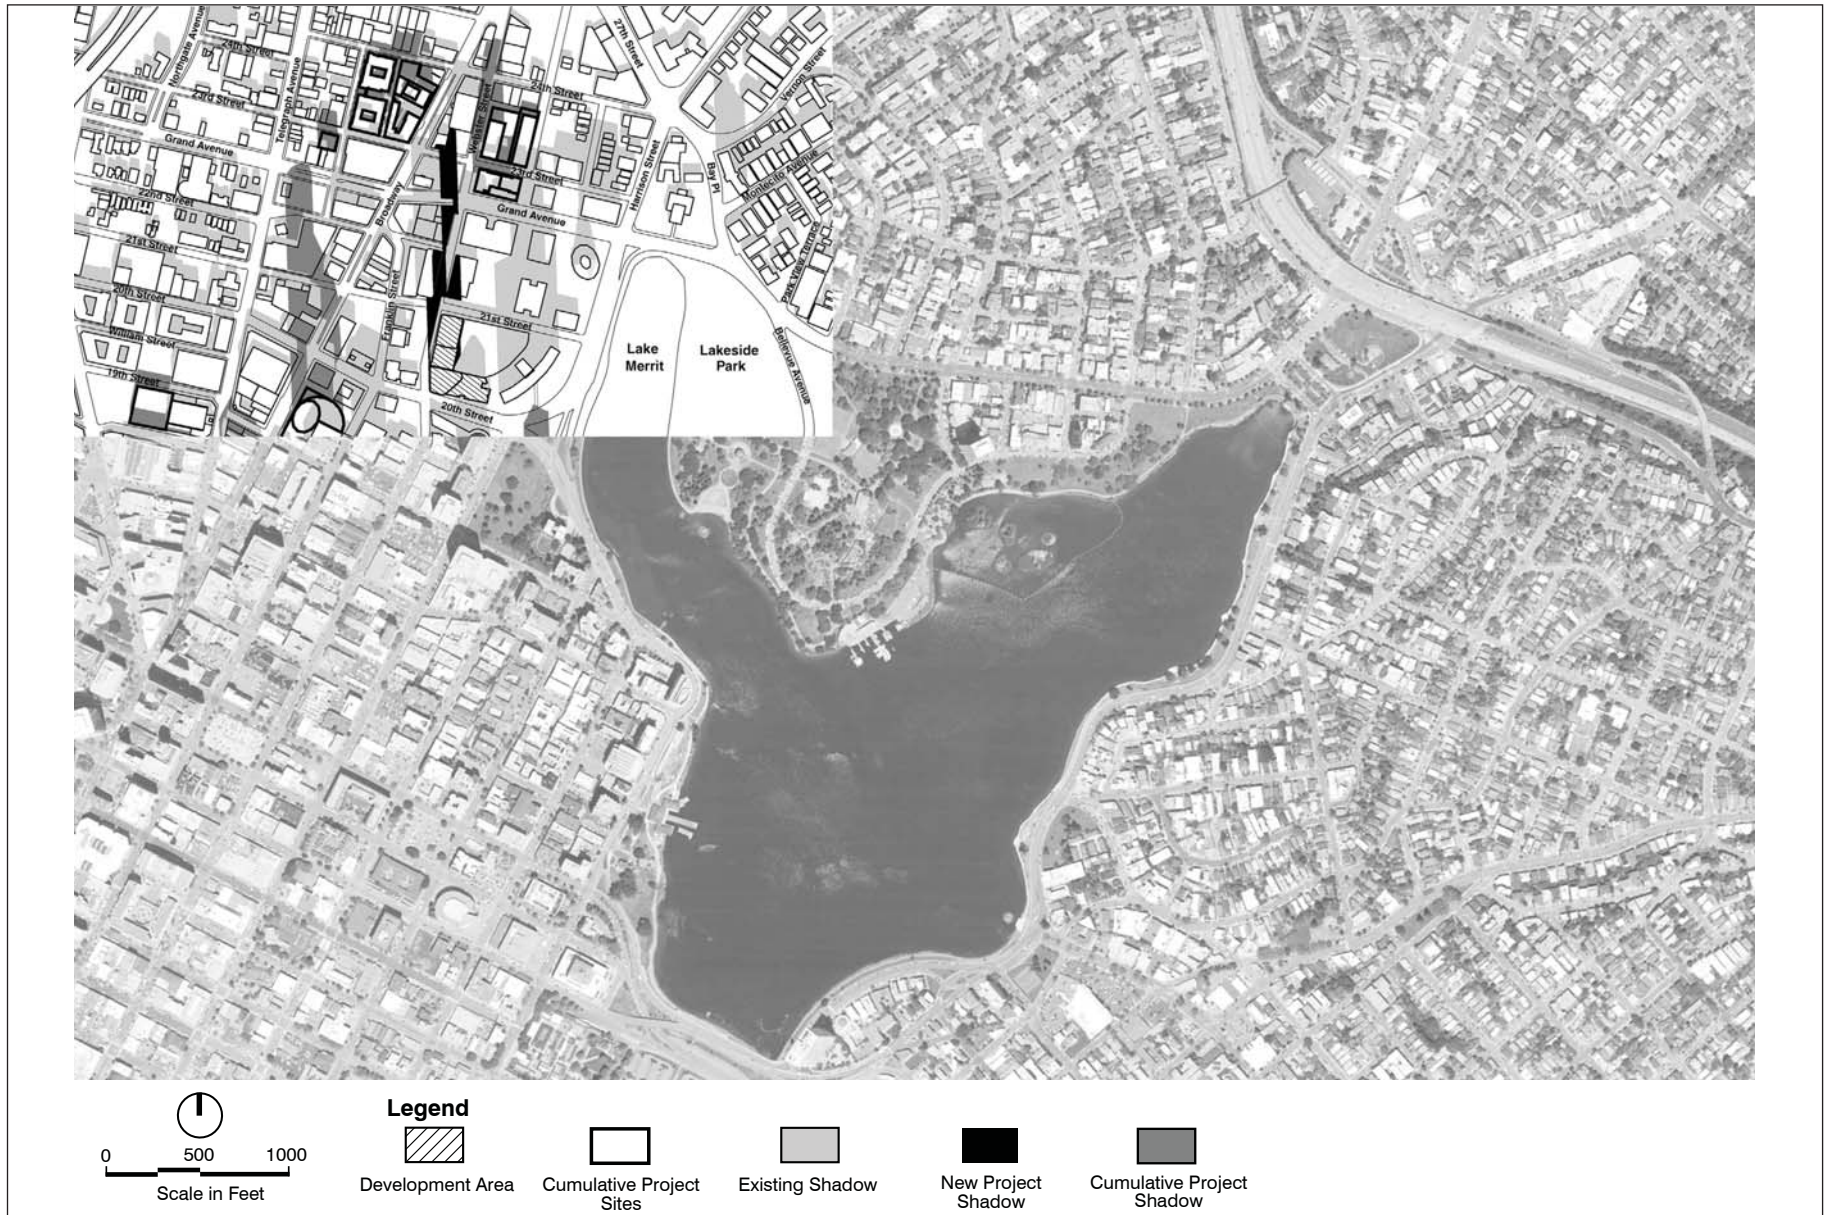 Northgate Avenue
24th Street
27th Street
Vernon Street
Telegraph Avenue
23rd Street
24th Street
Webster Street
Grand Avenue
23rd Street
Harrison Street
Bay Pl
Montecito Avenue
22nd Street
Broadway
Grand Avenue
21st Street
Park View Terrace
20th Street
Franklin Street
21st Street
William Street
Lake
Merrit
Lakeside
Park
Bellevue Avenue
19th Street
20th Street
Legend
0 500 1000
Scale in Feet
Development Area
Cumulative Project
Sites
Existing Shadow
New Project
Shadow
Cumulative Project
Shadow